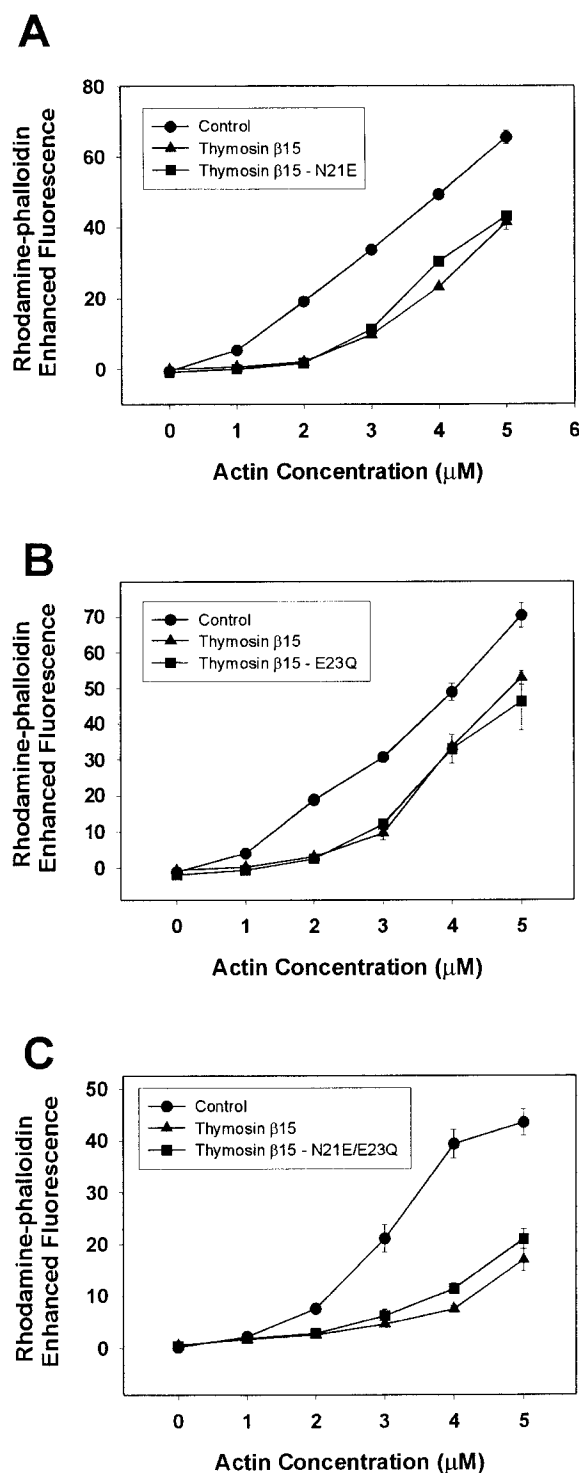 A
Rhodamine-phalloidin
Enhanced Fluorescence
80
60
40
20
0
Control
Thymosin β15
Thymosin β15 - N21E
0 1 2 3 4 5 6
Actin Concentration (μM)
B
Rhodamine-phalloidin
Enhanced Fluorescence
70
60
50
40
30
20
10
0
Control
Thymosin β15
Thymosin β15 - E23Q
0 1 2 3 4 5
Actin Concentration (μM)
C
Rhodamine-phalloidin
Enhanced Fluorescence
50
40
30
20
10
0
Control
Thymosin β15
Thymosin β15 - N21E/E23Q
0 1 2 3 4 5
Actin Concentration (μM)